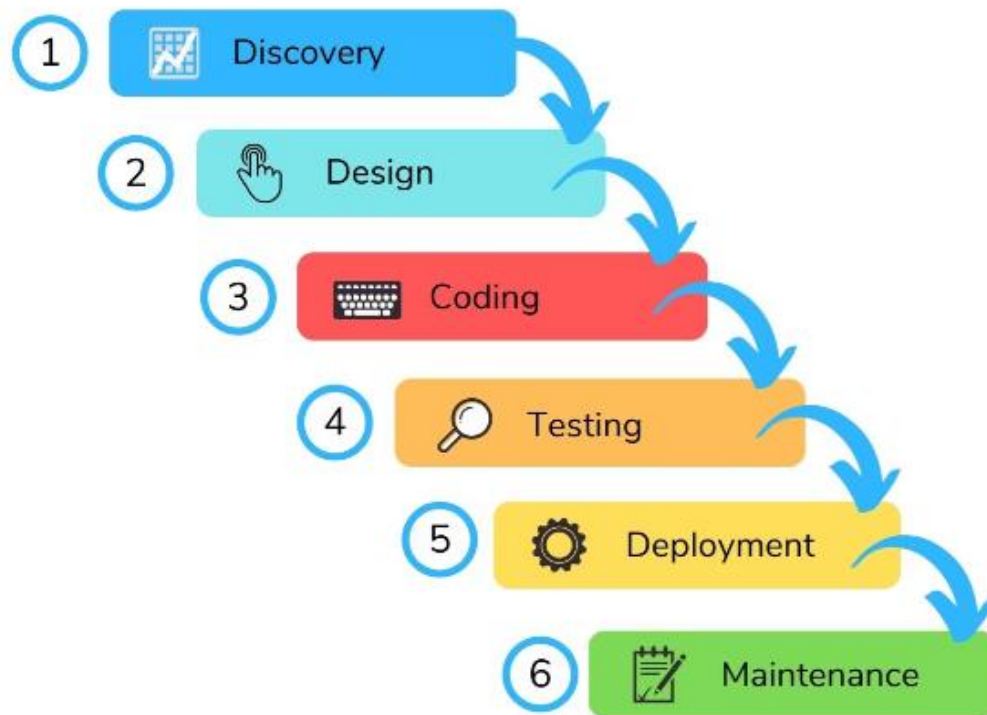 1 Discovery
2 Design
3 Coding
4 Testing
5 Deployment
6 Maintenance